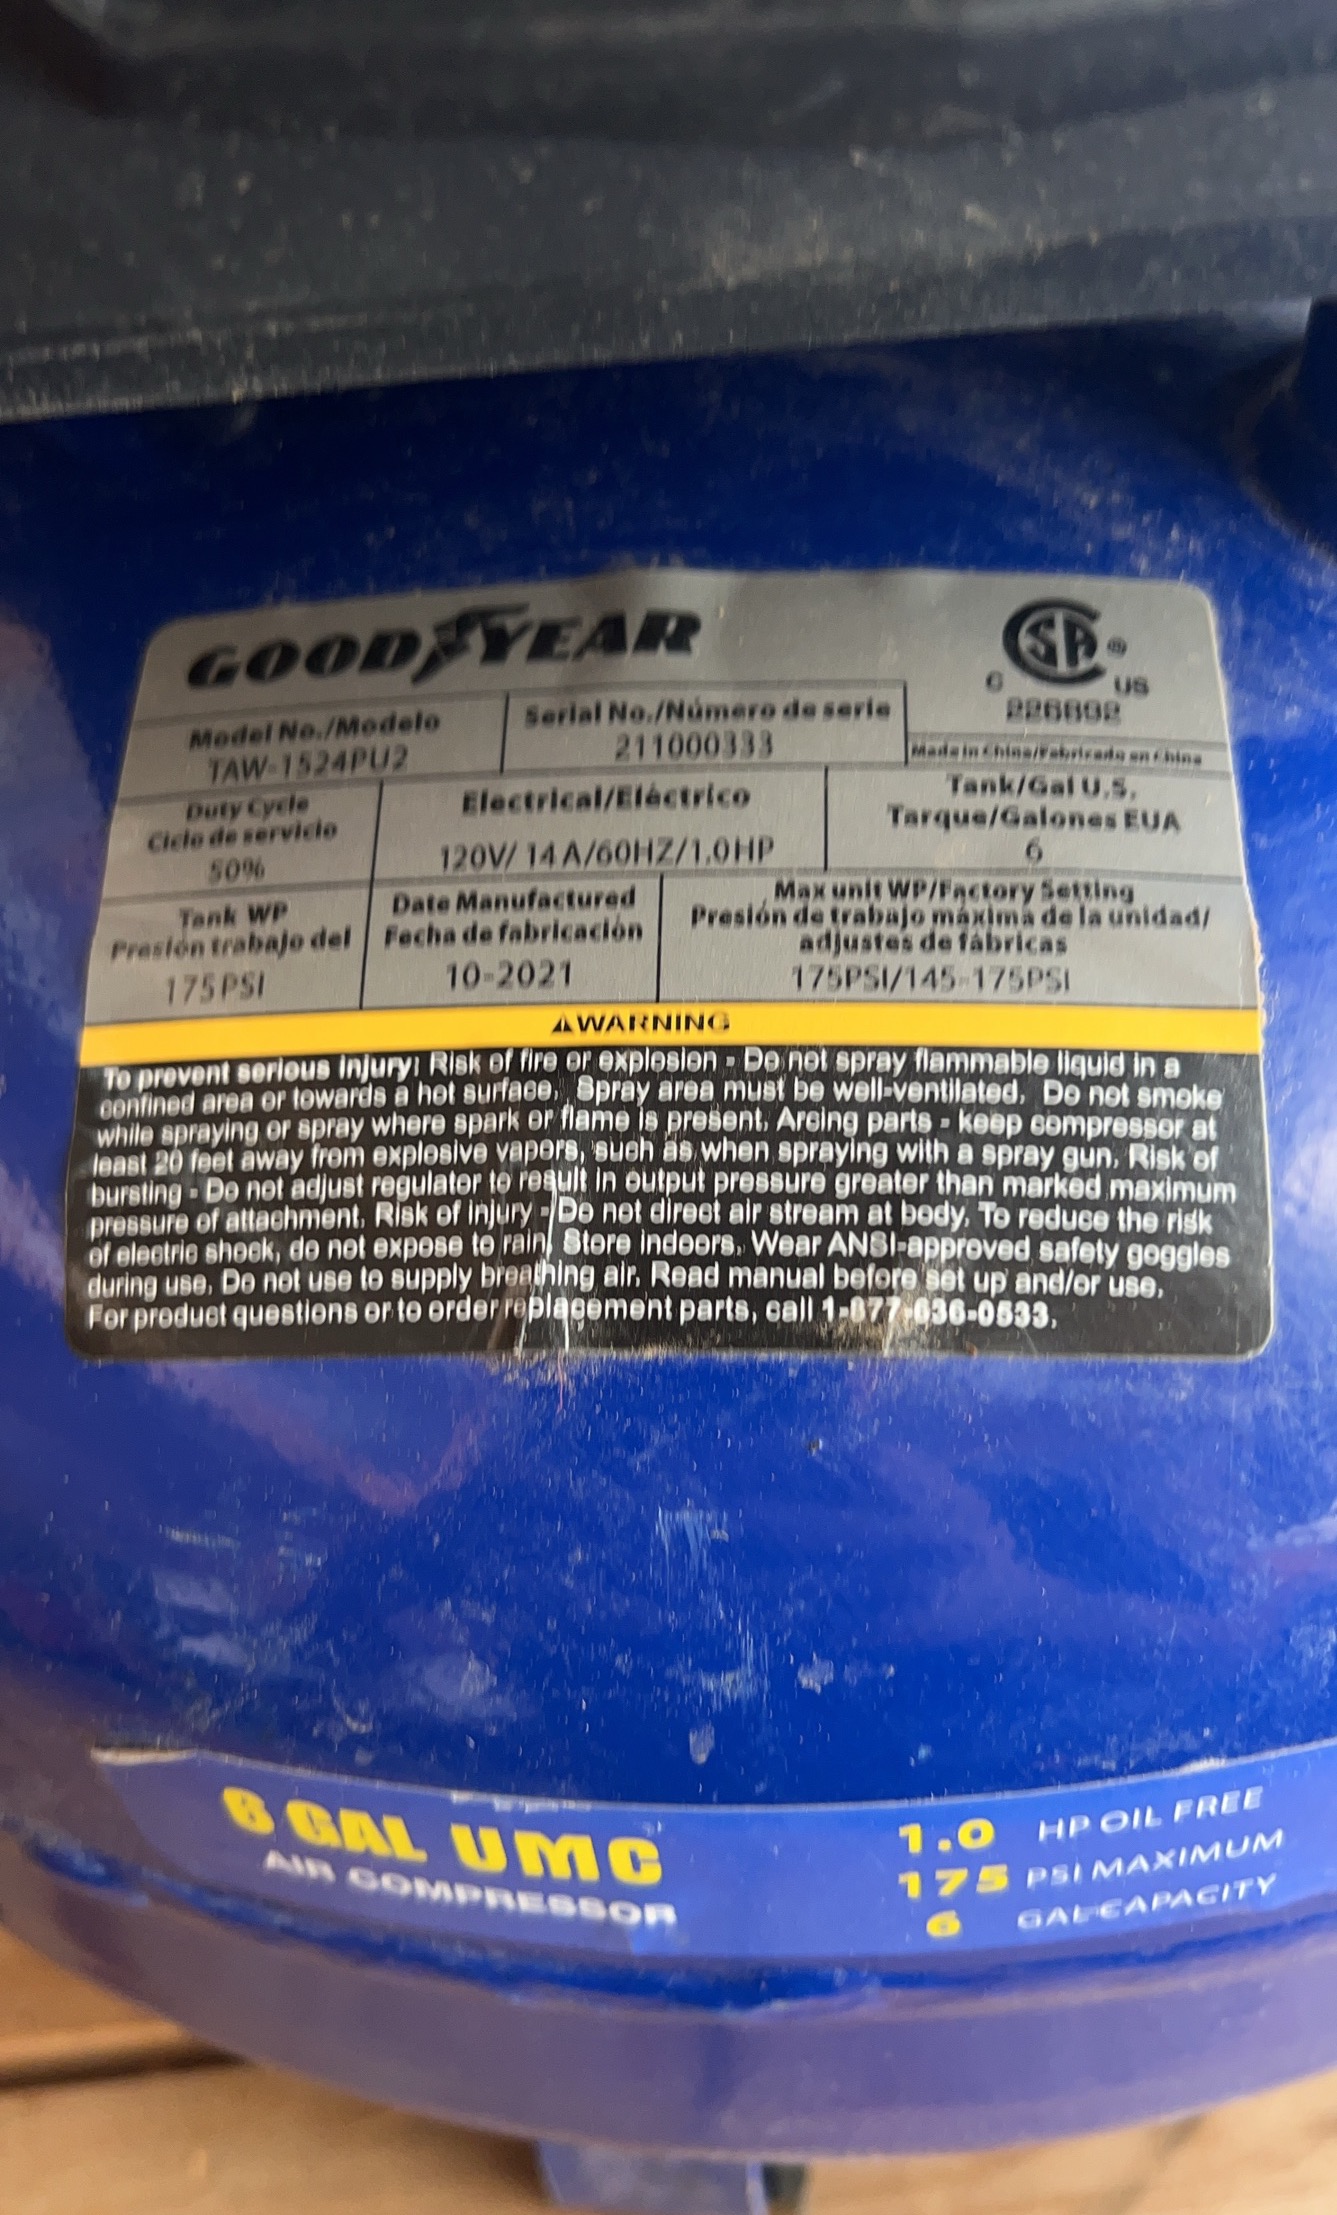 GOODYEAR
CSA ®
C US
226892
Model No./Modelo
TAW-1524PU2
Serial No./Número de serie
211000333
Made in China/Fabricado en China
Duty Cycle
Ciclo de servicio
50%
Electrical/Eléctrico
120V/ 14A/60HZ/1.0HP
Tank/Gal U.S.
Tarque/Galones EUA
6
Tank WP
Presión trabajo del
175PSI
Date Manufactured
Fecha de fabricación
10-2021
Max unit WP/Factory Setting
Presión de trabajo máxima de la unidad/
adjustes de fábricas
175PSI/145-175PSI
⚠WARNING
To prevent serious injury: Risk of fire or explosion - Do not spray flammable liquid in a
confined area or towards a hot surface. Spray area must be well-ventilated. Do not smoke
while spraying or spray where spark or flame is present. Arcing parts - keep compressor at
least 20 feet away from explosive vapors, such as when spraying with a spray gun. Risk of
bursting - Do not adjust regulator to result in output pressure greater than marked maximum
pressure of attachment. Risk of injury - Do not direct air stream at body. To reduce the risk
of electric shock, do not expose to rain. Store indoors. Wear ANSI-approved safety goggles
during use. Do not use to supply breathing air. Read manual before set up and/or use.
For product questions or to order replacement parts, call 1-877-636-0533.
6 GAL UMC
AIR COMPRESSOR
1.0 HP OIL FREE
175 PSI MAXIMUM
6 GAL CAPACITY